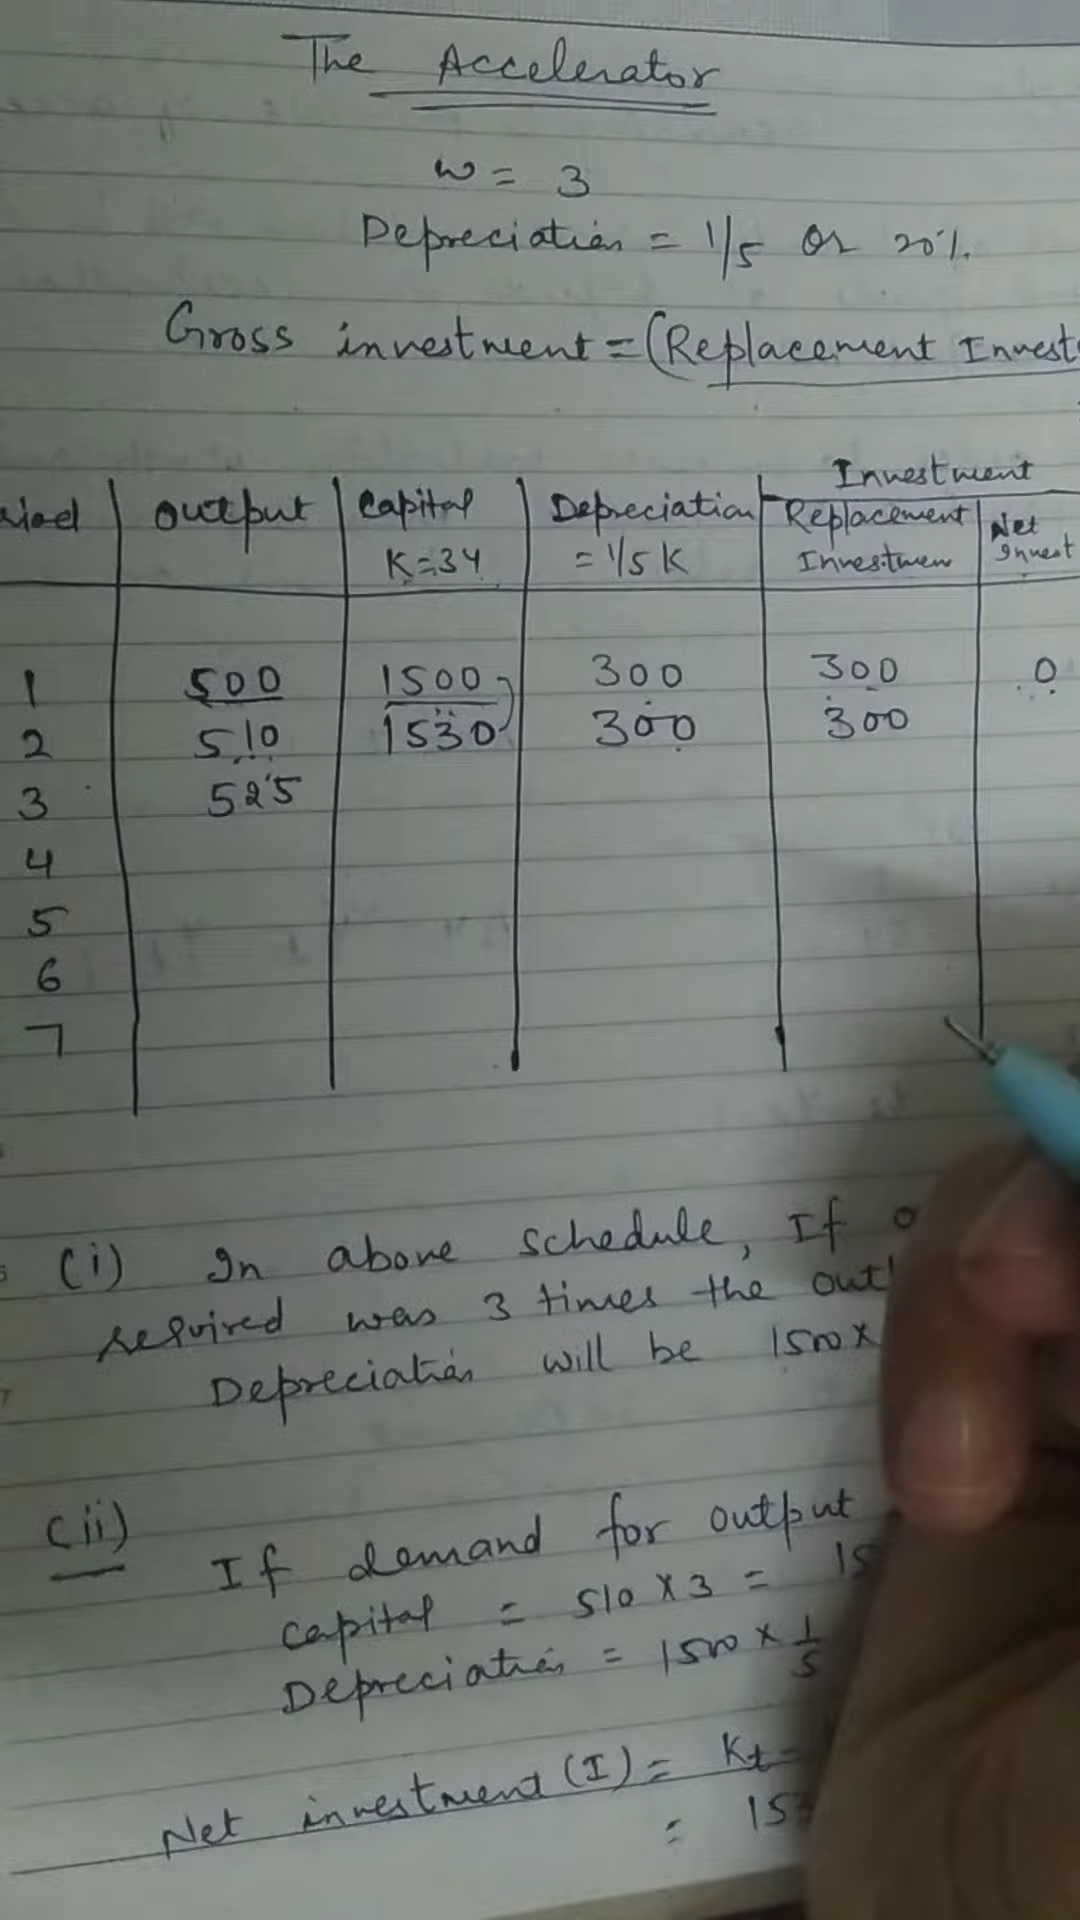 The Accelerator
w = 3
Depreciation = 1/5 or 20%.
Gross investment = (Replacement Invest
Investment
riod Output Capital Depreciation Replacement Net
K=3Y = 1/5 K Investmen Invest
1 500 1500 300 300 0
2 510 1530 300 300
3 525
4
5
6
7
(i) In above schedule, If
required was 3 times the out
Depreciation will be 1500 x
(ii)
If demand for output
capital = 510 x 3 = 15
Depreciation = 1500 x 1/5
Net investment (I) = Kt -
= 153